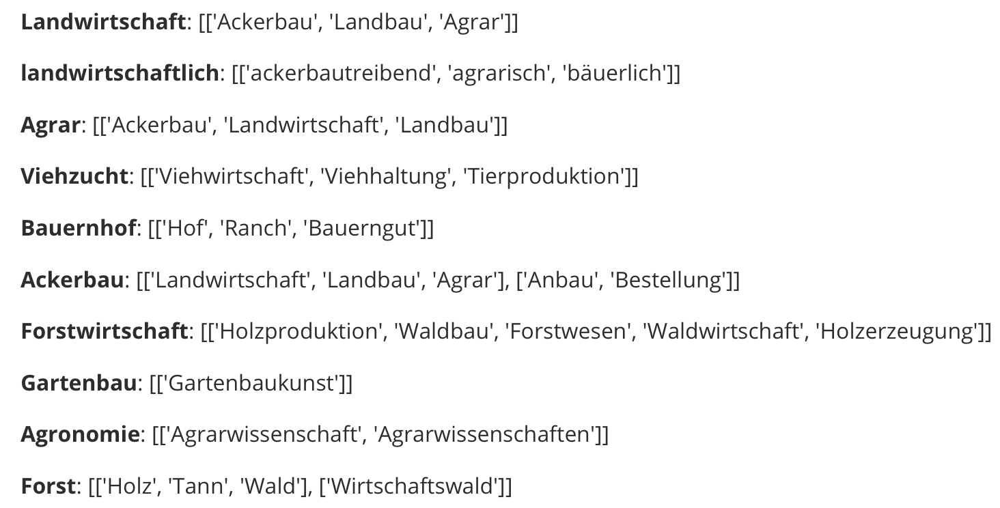 Landwirtschaft: [['Ackerbau', 'Landbau', 'Agrar']]
landwirtschaftlich: [['ackerbautreibend', 'agrarisch', 'bäuerlich']]
Agrar: [['Ackerbau', 'Landwirtschaft', 'Landbau']]
Viehzucht: [['Viehwirtschaft', 'Viehhaltung', 'Tierproduktion']]
Bauernhof: [['Hof', 'Ranch', 'Bauerngut']]
Ackerbau: [['Landwirtschaft', 'Landbau', 'Agrar'], ['Anbau', 'Bestellung']]
Forstwirtschaft: [['Holzproduktion', 'Waldbau', 'Forstwesen', 'Waldwirtschaft', 'Holzerzeugung']]
Gartenbau: [['Gartenbaukunst']]
Agronomie: [['Agrarwissenschaft', 'Agrarwissenschaften']]
Forst: [['Holz', 'Tann', 'Wald'], ['Wirtschaftswald']]